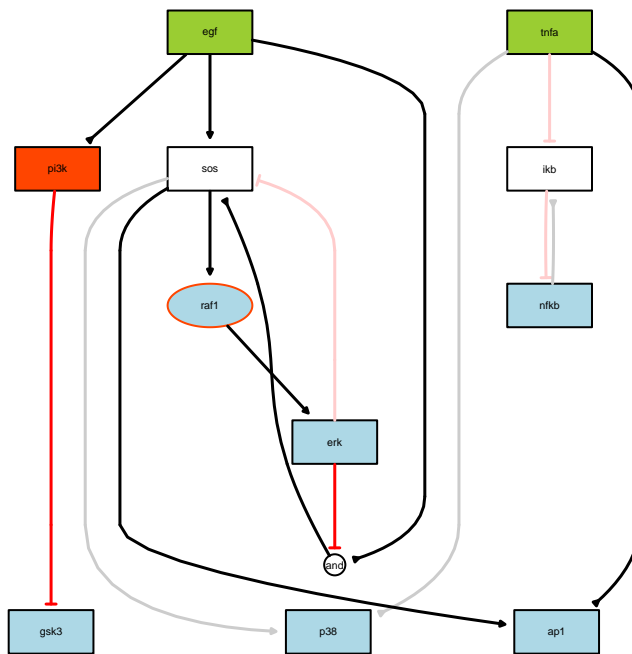 egf
tnfa
pi3k
sos
ikb
raf1
nfkb
erk
and
gsk3
p38
ap1